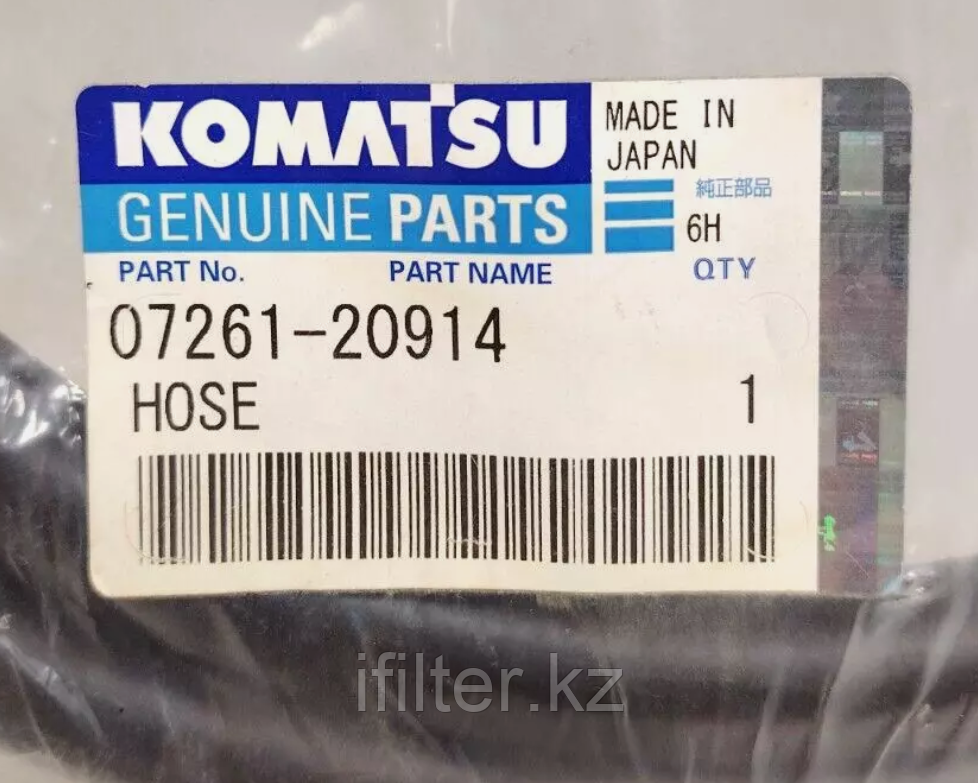 KOMATSU
MADE IN
JAPAN
純正部品
GENUINE PARTS
6H
PART No.
PART NAME
QTY
07261-20914
HOSE
1
ifilter.kz